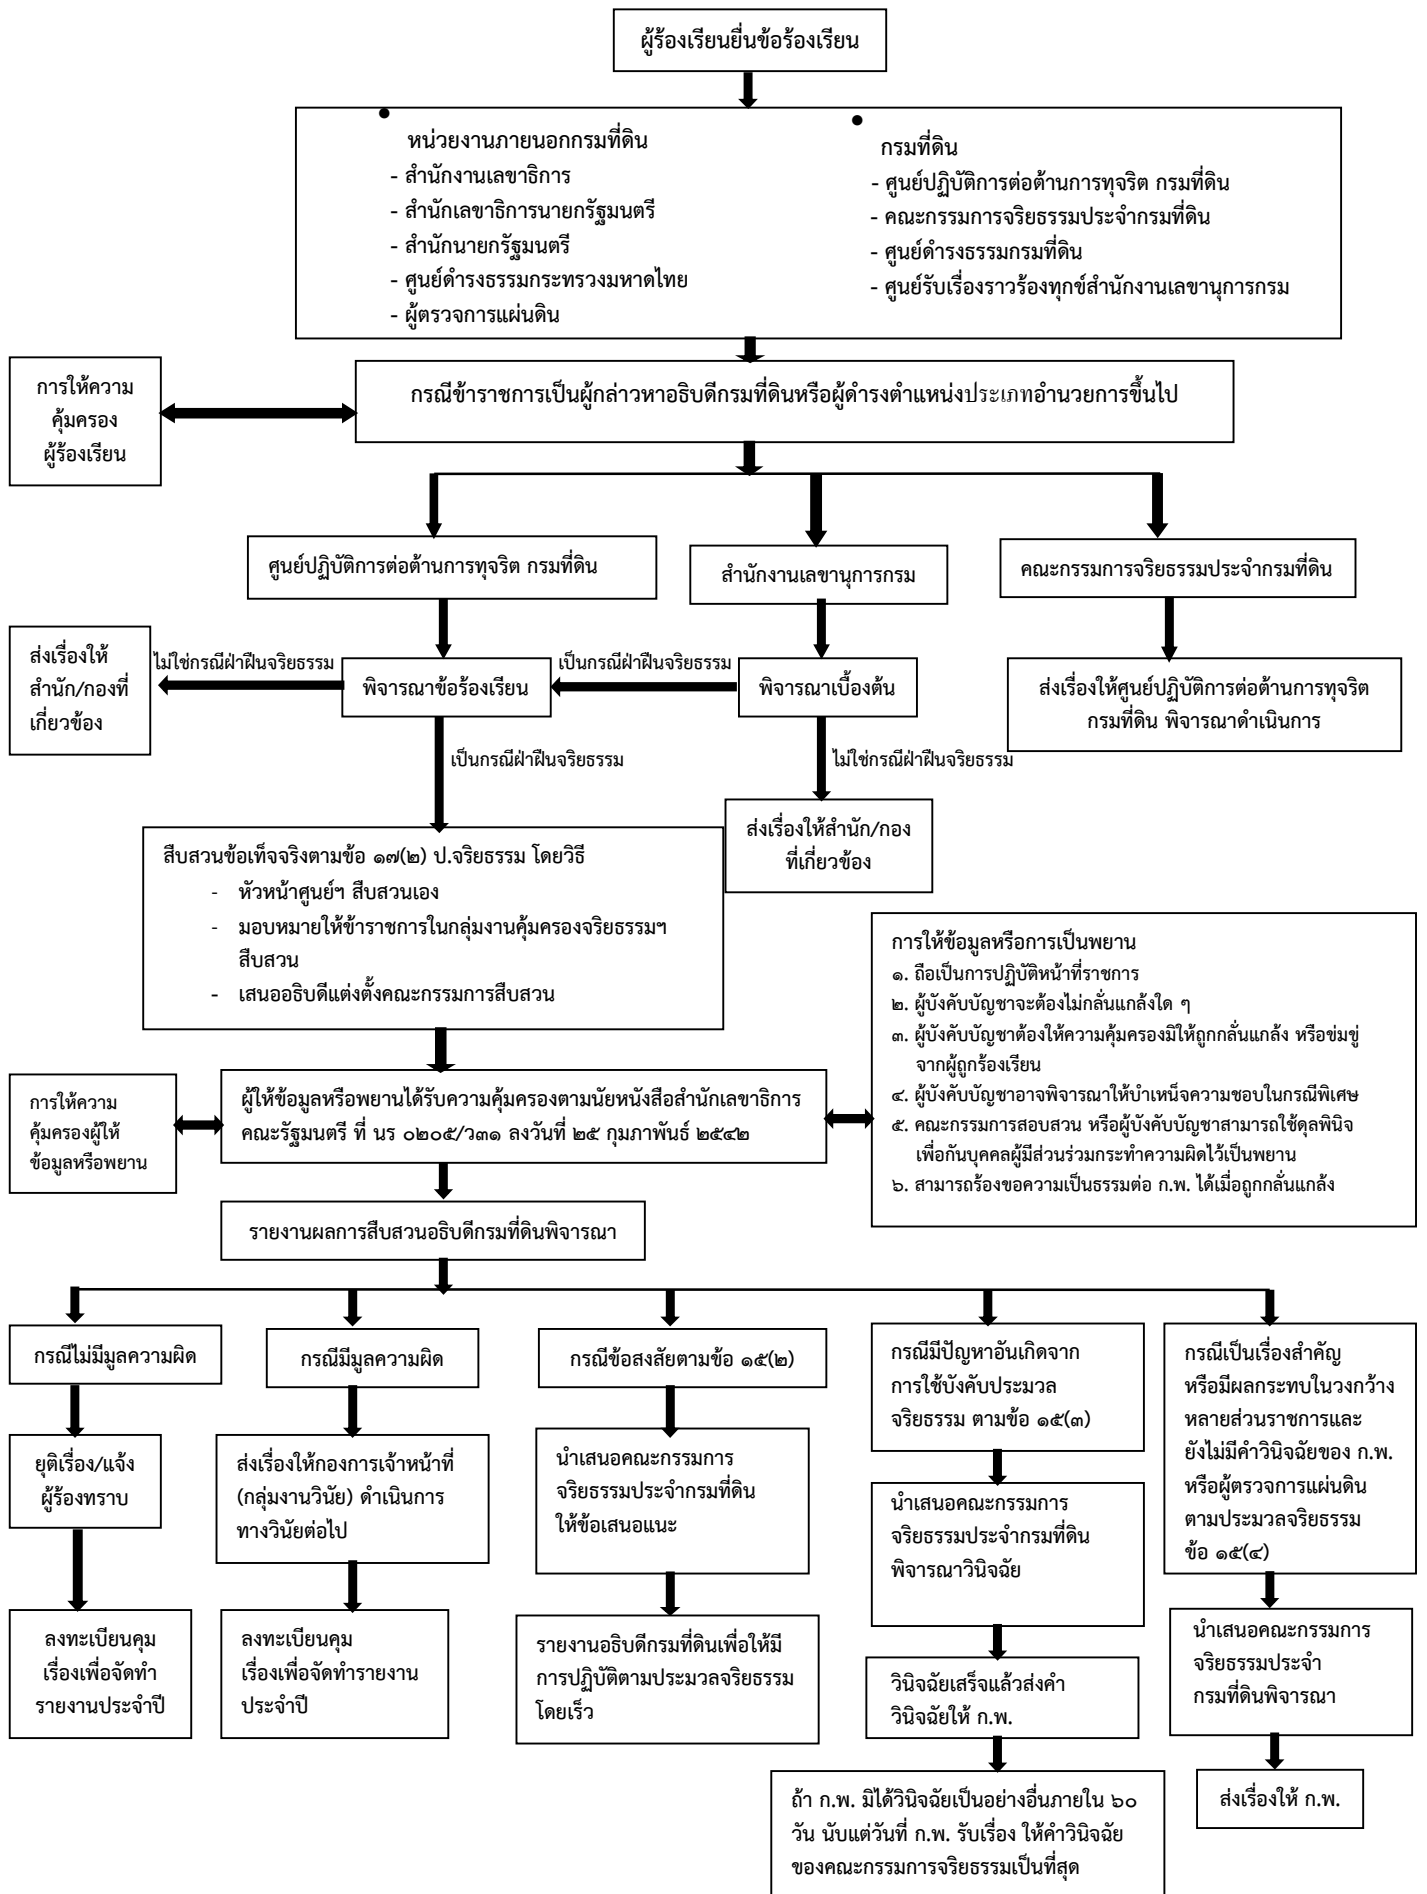 ผู้ร้องเรียนยื่นข้อร้องเรียน
หน่วยงานภายนอกกรมที่ดิน
- สำนักงานเลขาธิการ
- สำนักเลขาธิการนายกรัฐมนตรี
- สำนักนายกรัฐมนตรี
- ศูนย์ดำรงธรรมกระทรวงมหาดไทย
- ผู้ตรวจการแผ่นดิน
กรมที่ดิน
- ศูนย์ปฏิบัติการต่อต้านการทุจริต กรมที่ดิน
- คณะกรรมการจริยธรรมประจำกรมที่ดิน
- ศูนย์ดำรงธรรมกรมที่ดิน
- ศูนย์รับเรื่องราวร้องทุกข์สำนักงานเลขานุการกรม
การให้ความ
คุ้มครอง
ผู้ร้องเรียน
กรณีข้าราชการเป็นผู้กล่าวหาอธิบดีกรมที่ดินหรือผู้ดำรงตำแหน่งประเภทอำนวยการขึ้นไป
ศูนย์ปฏิบัติการต่อต้านการทุจริต กรมที่ดิน
สำนักงานเลขานุการกรม
คณะกรรมการจริยธรรมประจำกรมที่ดิน
ส่งเรื่องให้
สำนัก/กองที่
เกี่ยวข้อง
ไม่ใช่กรณีฝ่าฝืนจริยธรรม
พิจารณาข้อร้องเรียน
เป็นกรณีฝ่าฝืนจริยธรรม
พิจารณาเบื้องต้น
ส่งเรื่องให้ศูนย์ปฏิบัติการต่อต้านการทุจริต
กรมที่ดิน พิจารณาดำเนินการ
เป็นกรณีฝ่าฝืนจริยธรรม
ไม่ใช่กรณีฝ่าฝืนจริยธรรม
ส่งเรื่องให้สำนัก/กอง
ที่เกี่ยวข้อง
สืบสวนข้อเท็จจริงตามข้อ ๑๗(๒) ป.จริยธรรม โดยวิธี
- หัวหน้าศูนย์ฯ สืบสวนเอง
- มอบหมายให้ข้าราชการในกลุ่มงานคุ้มครองจริยธรรมฯ
สืบสวน
- เสนออธิบดีแต่งตั้งคณะกรรมการสืบสวน
การให้ข้อมูลหรือการเป็นพยาน
๑. ถือเป็นการปฏิบัติหน้าที่ราชการ
๒. ผู้บังคับบัญชาจะต้องไม่กลั่นแกล้งใด ๆ
๓. ผู้บังคับบัญชาต้องให้ความคุ้มครองมิให้ถูกกลั่นแกล้ง หรือข่มขู่
จากผู้ถูกร้องเรียน
๔. ผู้บังคับบัญชาอาจพิจารณาให้บำเหน็จความชอบในกรณีพิเศษ
๕. คณะกรรมการสอบสวน หรือผู้บังคับบัญชาสามารถใช้ดุลพินิจ
เพื่อกันบุคคลผู้มีส่วนร่วมกระทำความผิดไว้เป็นพยาน
๖. สามารถร้องขอความเป็นธรรมต่อ ก.พ. ได้เมื่อถูกกลั่นแกล้ง
การให้ความ
คุ้มครองผู้ให้
ข้อมูลหรือพยาน
ผู้ให้ข้อมูลหรือพยานได้รับความคุ้มครองตามนัยหนังสือสำนักเลขาธิการ
คณะรัฐมนตรี ที่ นร ๐๒๐๕/ว๓๑ ลงวันที่ ๒๕ กุมภาพันธ์ ๒๕๔๒
รายงานผลการสืบสวนอธิบดีกรมที่ดินพิจารณา
กรณีไม่มีมูลความผิด
กรณีมีมูลความผิด
กรณีข้อสงสัยตามข้อ ๑๕(๒)
กรณีมีปัญหาอันเกิดจาก
การใช้บังคับประมวล
จริยธรรม ตามข้อ ๑๕(๓)
กรณีเป็นเรื่องสำคัญ
หรือมีผลกระทบในวงกว้าง
หลายส่วนราชการและ
ยังไม่มีคำวินิจฉัยของ ก.พ.
หรือผู้ตรวจการแผ่นดิน
ตามประมวลจริยธรรม
ข้อ ๑๕(๔)
ยุติเรื่อง/แจ้ง
ผู้ร้องทราบ
ส่งเรื่องให้กองการเจ้าหน้าที่
(กลุ่มงานวินัย) ดำเนินการ
ทางวินัยต่อไป
นำเสนอคณะกรรมการ
จริยธรรมประจำกรมที่ดิน
ให้ข้อเสนอแนะ
นำเสนอคณะกรรมการ
จริยธรรมประจำกรมที่ดิน
พิจารณาวินิจฉัย
ลงทะเบียนคุม
เรื่องเพื่อจัดทำ
รายงานประจำปี
ลงทะเบียนคุม
เรื่องเพื่อจัดทำรายงาน
ประจำปี
รายงานอธิบดีกรมที่ดินเพื่อให้มี
การปฏิบัติตามประมวลจริยธรรม
โดยเร็ว
วินิจฉัยเสร็จแล้วส่งคำ
วินิจฉัยให้ ก.พ.
นำเสนอคณะกรรมการ
จริยธรรมประจำ
กรมที่ดินพิจารณา
ถ้า ก.พ. มิได้วินิจฉัยเป็นอย่างอื่นภายใน ๖๐
วัน นับแต่วันที่ ก.พ. รับเรื่อง ให้คำวินิจฉัย
ของคณะกรรมการจริยธรรมเป็นที่สุด
ส่งเรื่องให้ ก.พ.